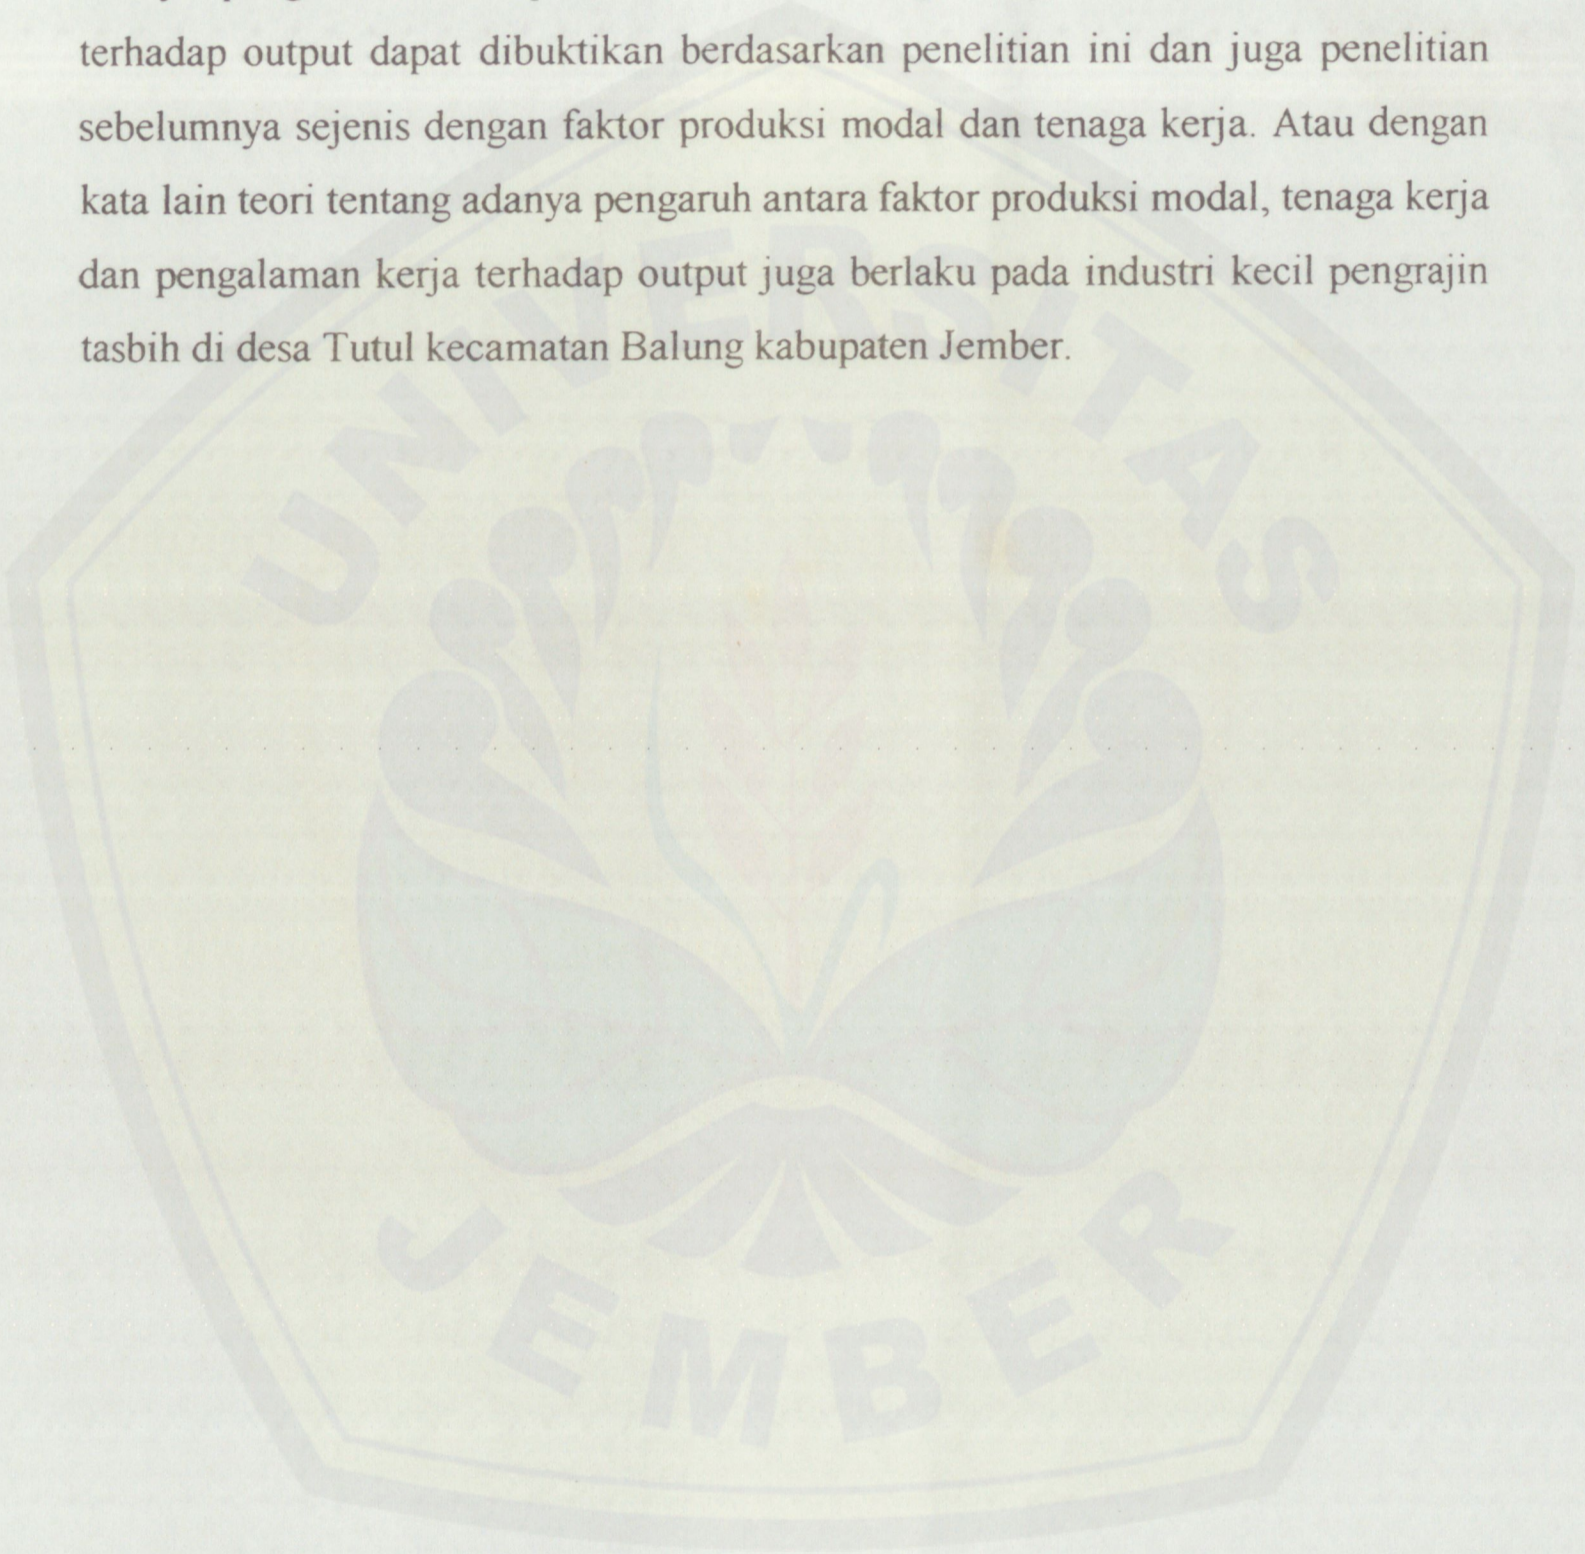 terhadap output dapat dibuktikan berdasarkan penelitian ini dan juga penelitian
sebelumnya sejenis dengan faktor produksi modal dan tenaga kerja. Atau dengan
kata lain teori tentang adanya pengaruh antara faktor produksi modal, tenaga kerja
dan pengalaman kerja terhadap output juga berlaku pada industri kecil pengrajin
tasbih di desa Tutul kecamatan Balung kabupaten Jember.
UNIVERSITAS
JEMBER